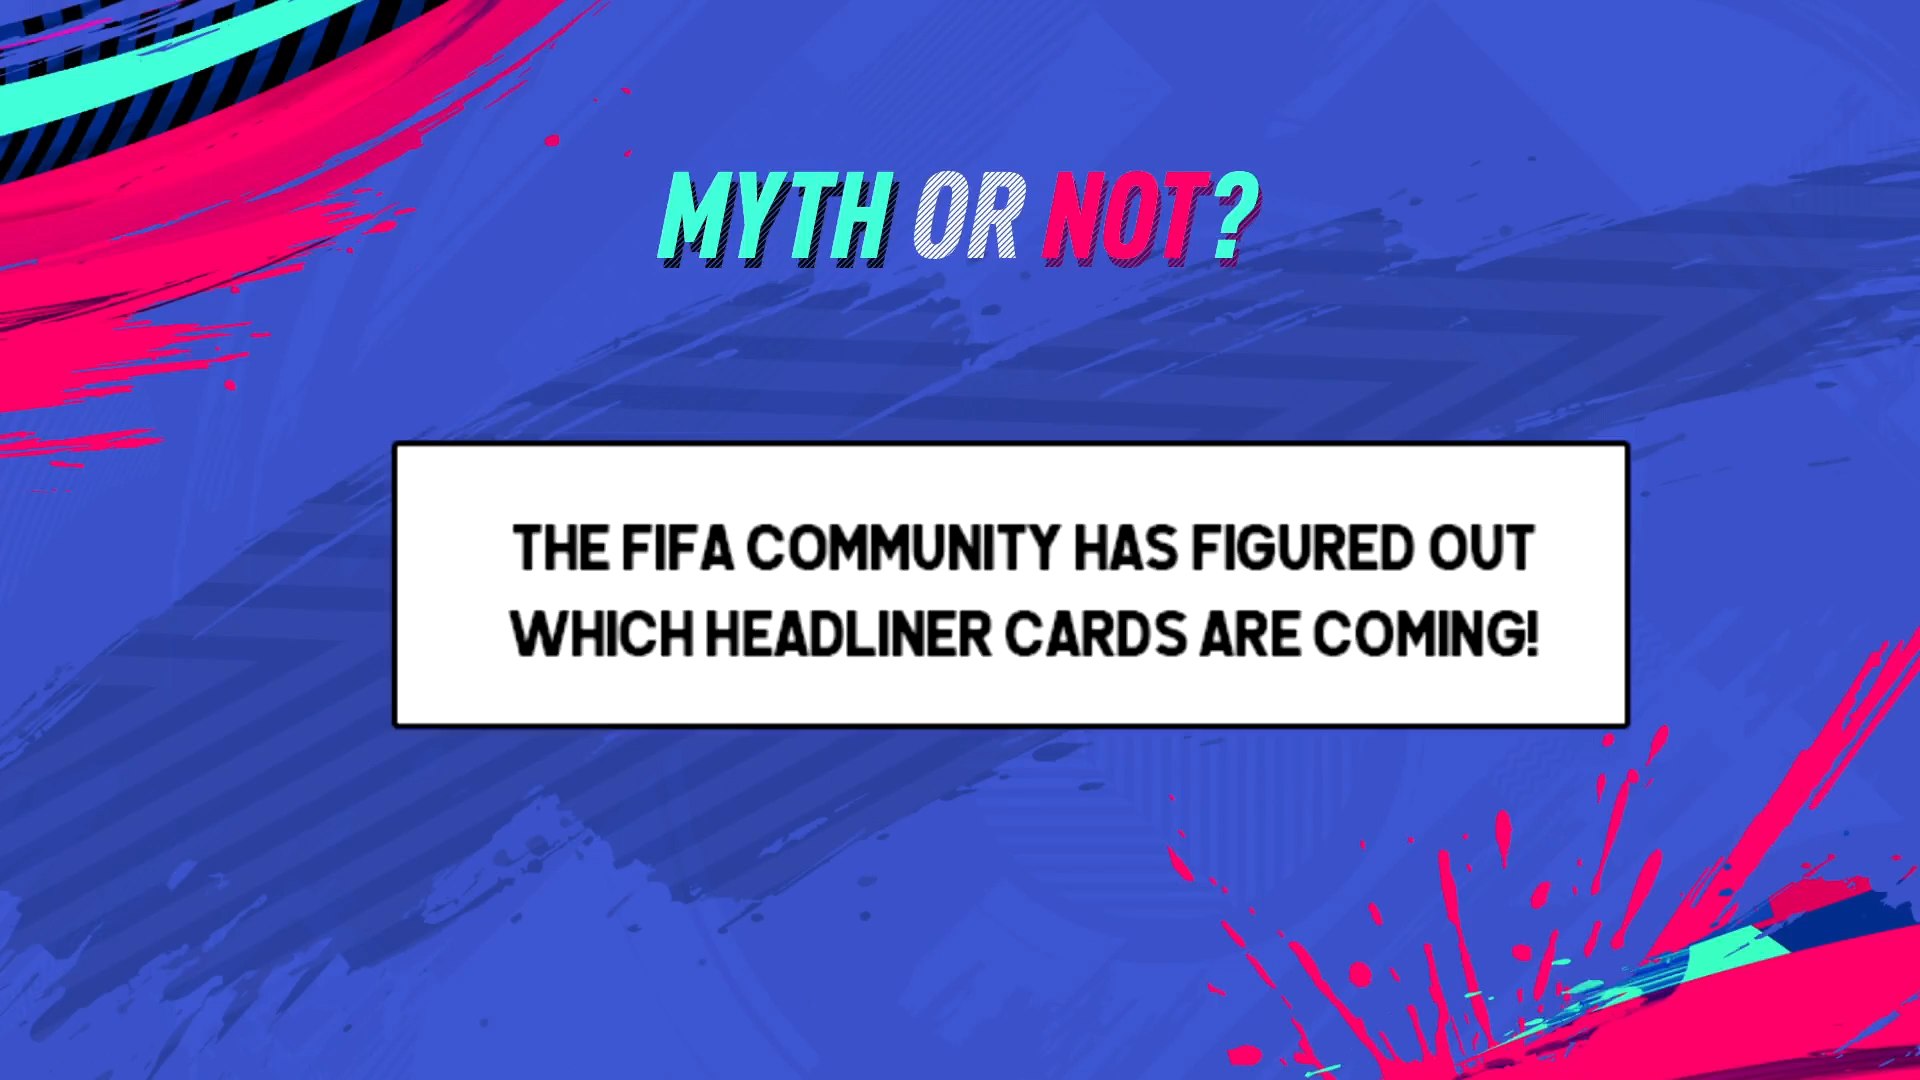 MYTH OR NOT?
THE FIFA COMMUNITY HAS FIGURED OUT
WHICH HEADLINER CARDS ARE COMING!